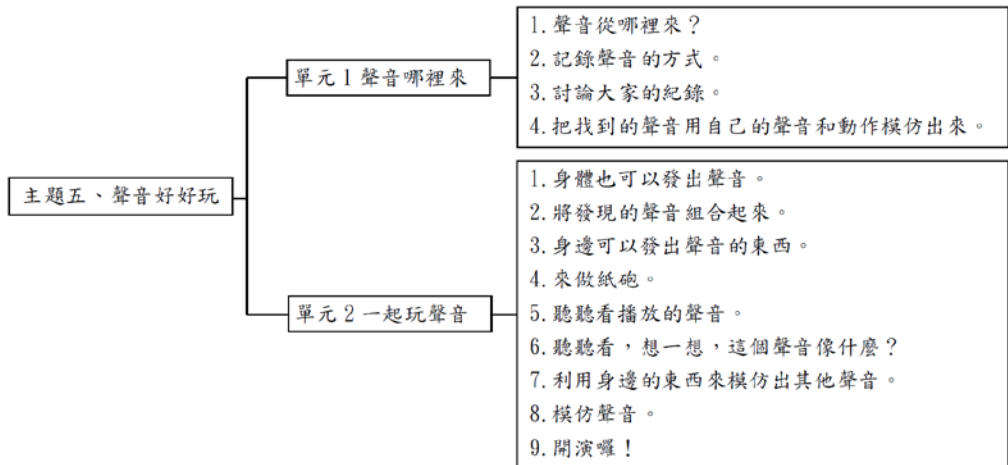 主題五、聲音好好玩
單元1聲音哪裡來
1.聲音從哪裡來？
2.記錄聲音的方式。
3.討論大家的紀錄。
4.把找到的聲音用自己的聲音和動作模仿出來。
單元2一起玩聲音
1.身體也可以發出聲音。
2.將發現的聲音組合起來。
3.身邊可以發出聲音的東西。
4.來做紙砲。
5.聽聽看播放的聲音。
6.聽聽看，想一想，這個聲音像什麼？
7.利用身邊的東西來模仿出其他聲音。
8.模仿聲音。
9.開演囉！